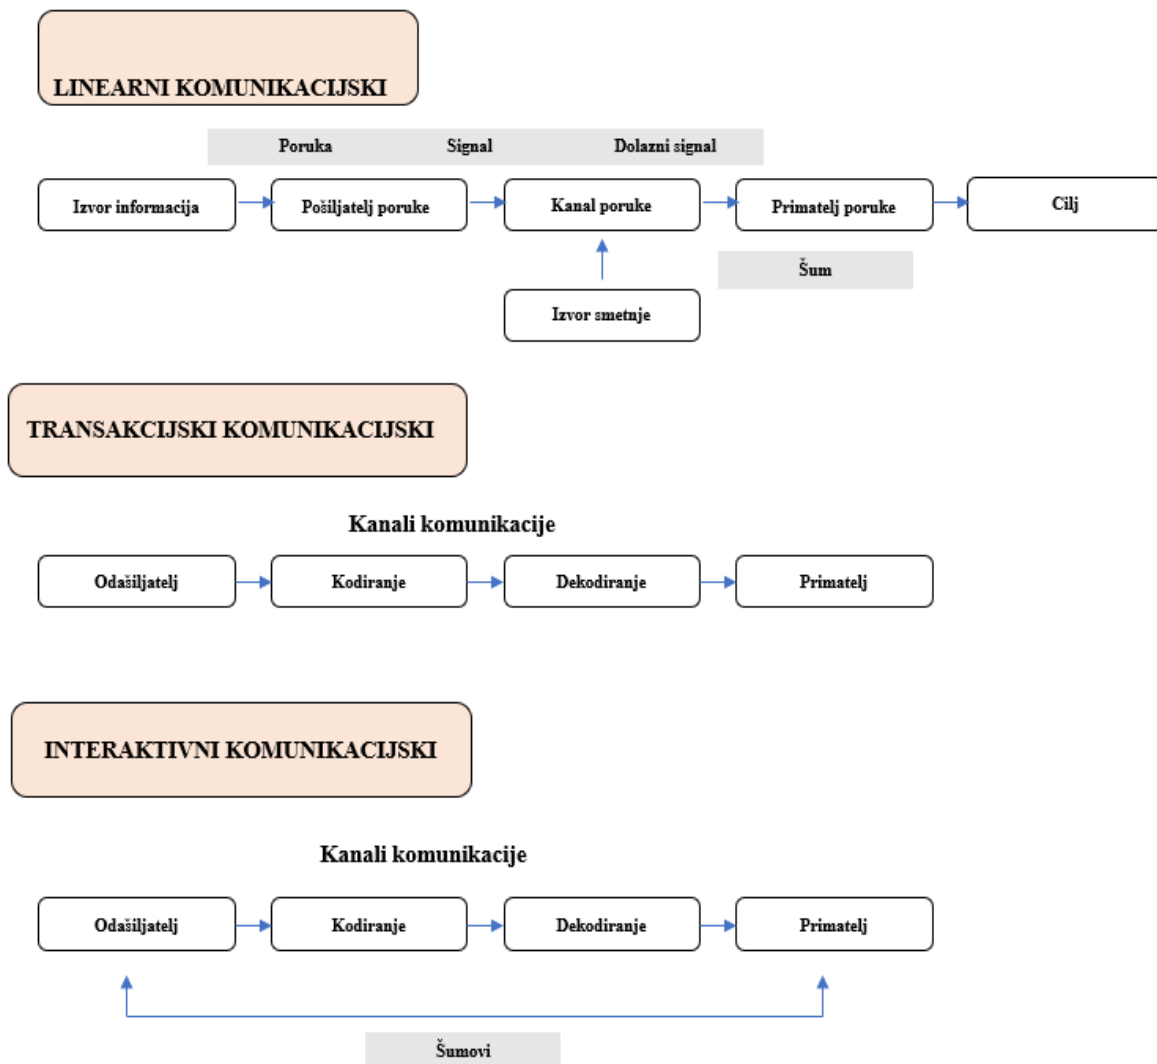 LINEARNI KOMUNIKACIJSKI
Poruka Signal Dolazni signal
Izvor informacija Pošiljatelj poruke Kanal poruke Primatelj poruke Cilj
Šum
Izvor smetnje
TRANSAKCIJSKI KOMUNIKACIJSKI
Kanali komunikacije
Odašiljatelj Kodiranje Dekodiranje Primatelj
INTERAKTIVNI KOMUNIKACIJSKI
Kanali komunikacije
Odašiljatelj Kodiranje Dekodiranje Primatelj
Šumovi